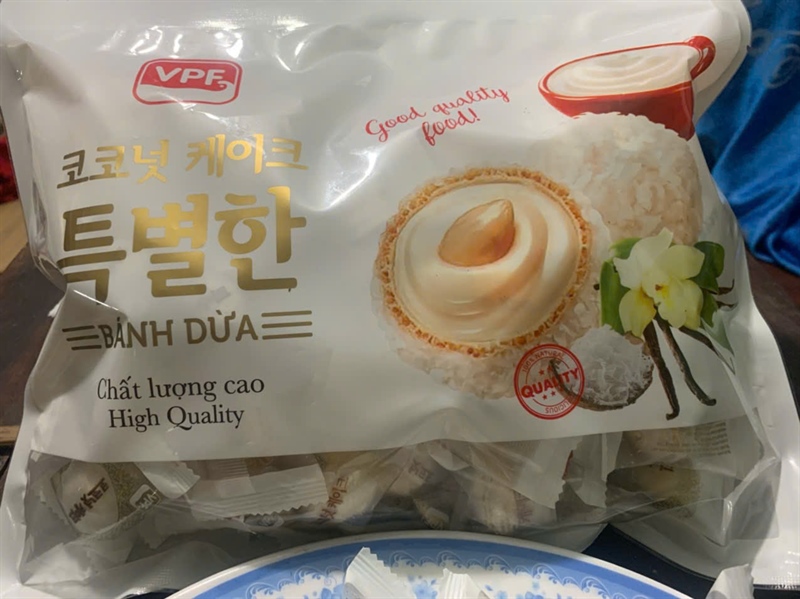 VPF
Good quality
food!
코코넛 케이크
특별한
BÁNH DỪA
Chất lượng cao
High Quality
QUALITY